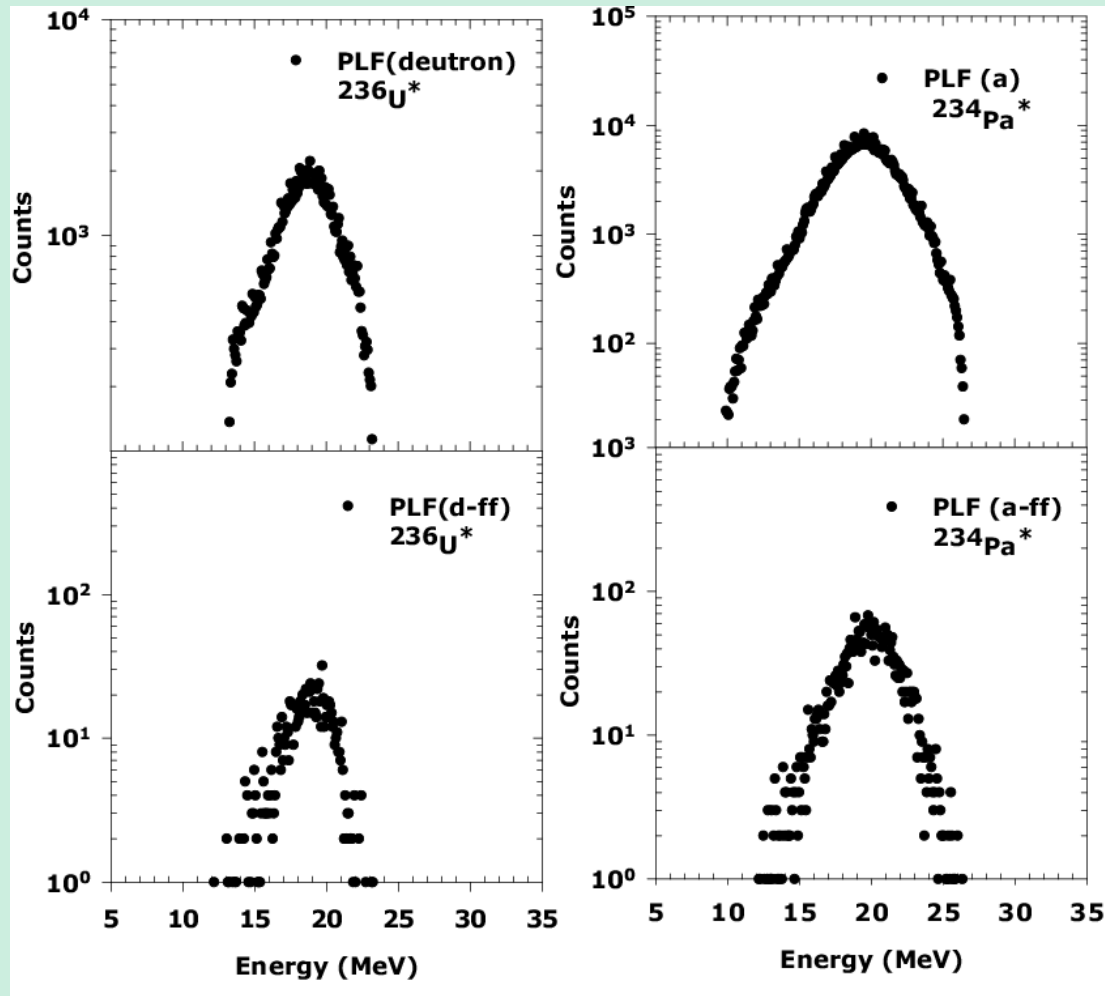 10⁴
10³
Counts
PLF(deutron)
236U*
10⁵
10⁴
10³
10²
10³
Counts
PLF (a)
234Pa*
10²
10¹
10⁰
Counts
PLF(d-ff)
236U*
5 10 15 20 25 30 35
Energy (MeV)
10²
10¹
10⁰
Counts
PLF (a-ff)
234Pa*
5 10 15 20 25 30 35
Energy (MeV)